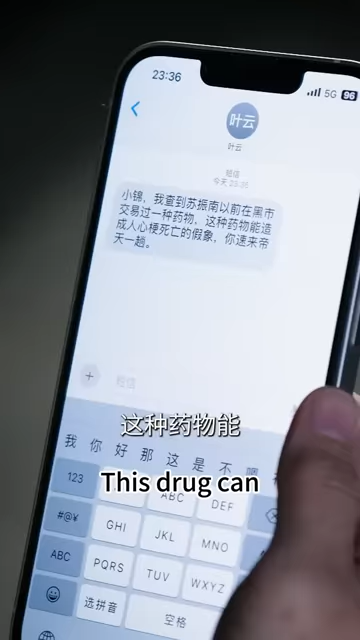 23:36
5G 96
叶云
叶云
短信
今天 23:35
小锦，我查到苏振南以前在黑市
交易过一种药物，这种药物能造
成人心梗死亡的假象，你速来帝
天一趟。
短信
这种药物能
我 你 好 那 这 是 不 嗯
This drug can
123 ABC DEF
#@¥ GHI JKL MNO
ABC PQRS TUV WXYZ
选拼音 空格